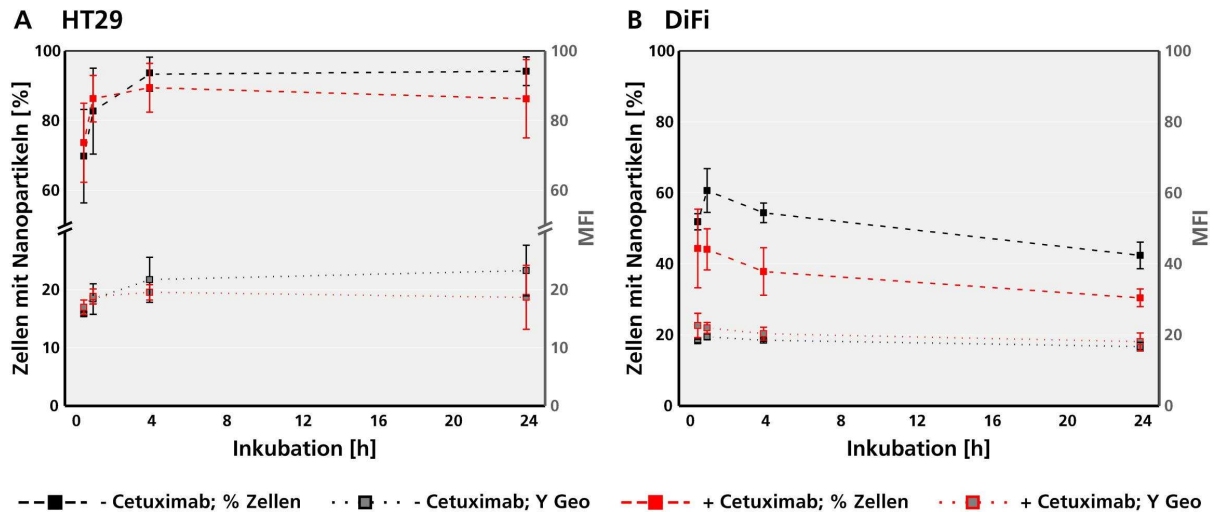 A HT29
B DiFi
Zellen mit Nanopartikeln [%]
100
80
60
20
10
0
100
80
60
20
10
0
MFI
0 4 8 12 16 20 24
Inkubation [h]
Zellen mit Nanopartikeln [%]
100
80
60
40
20
0
100
80
60
40
20
0
MFI
0 4 8 12 16 20 24
Inkubation [h]
- Cetuximab; % Zellen - Cetuximab; Y Geo + Cetuximab; % Zellen + Cetuximab; Y Geo